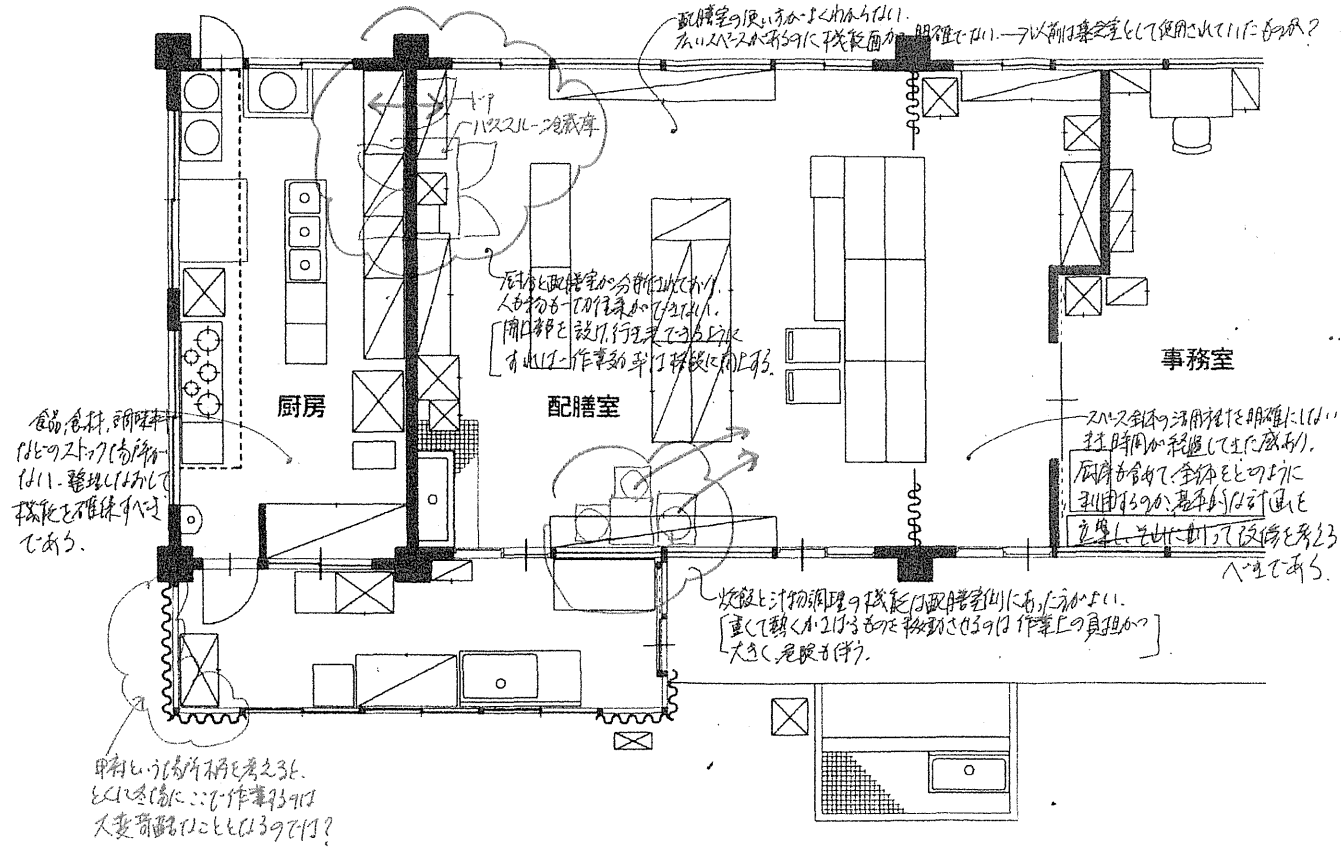 配膳室の使い方がよくわからない.
広いスペースがあるのに機能面が明確でない.→以前は集会室として使用されていたものか?
ドア
パススルー冷蔵庫
厨房と配膳室が分断されており,
人も物も一切往来ができない.
開口部を設け,行き来できるように
すれば作業効率は格段に向上する.
厨房
配膳室
事務室
食品,食材,調味料
などのストック場所が
ない.整理しなおして
機能を確保すべき
である.
スペース全体の活用程度を明確にしない
まま時間が経過してきた感あり.
厨房も含めて,全体をどのように
利用するのか,基本的な計画を
立案し,それに則って改修を考える
べきである.
炊飯と汁物調理の機能は配膳室側にあった方がよい.
重くて熱くかさばるものを移動させるのは作業上の負担が
大きく,危険も伴う.
甲府という場所柄を考えると,
とくに冬場にここで作業するのは
大変苛酷なこととなるのでは?